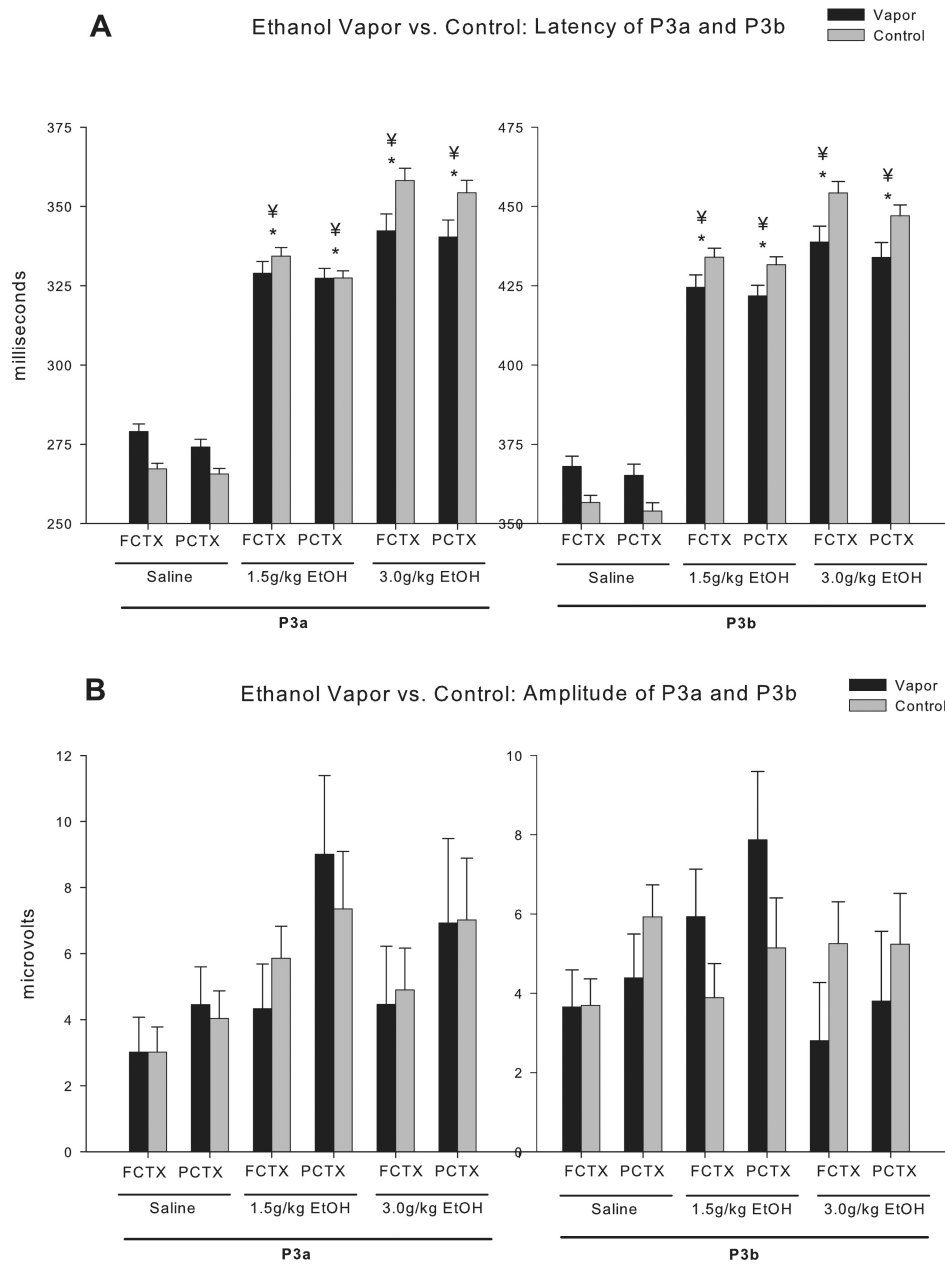 A
Ethanol Vapor vs. Control: Latency of P3a and P3b
Vapor
Control
milliseconds
375
350
325
300
275
250
¥ ¥ ¥ ¥
* * * *
FCTX PCTX FCTX PCTX FCTX PCTX
Saline 1.5g/kg EtOH 3.0g/kg EtOH
P3a
475
450
425
400
375
350
¥ ¥ ¥ ¥
* * * *
FCTX PCTX FCTX PCTX FCTX PCTX
Saline 1.5g/kg EtOH 3.0g/kg EtOH
P3b
B
Ethanol Vapor vs. Control: Amplitude of P3a and P3b
Vapor
Control
microvolts
12
10
8
6
4
2
0
FCTX PCTX FCTX PCTX FCTX PCTX
Saline 1.5g/kg EtOH 3.0g/kg EtOH
P3a
10
8
6
4
2
0
FCTX PCTX FCTX PCTX FCTX PCTX
Saline 1.5g/kg EtOH 3.0g/kg EtOH
P3b